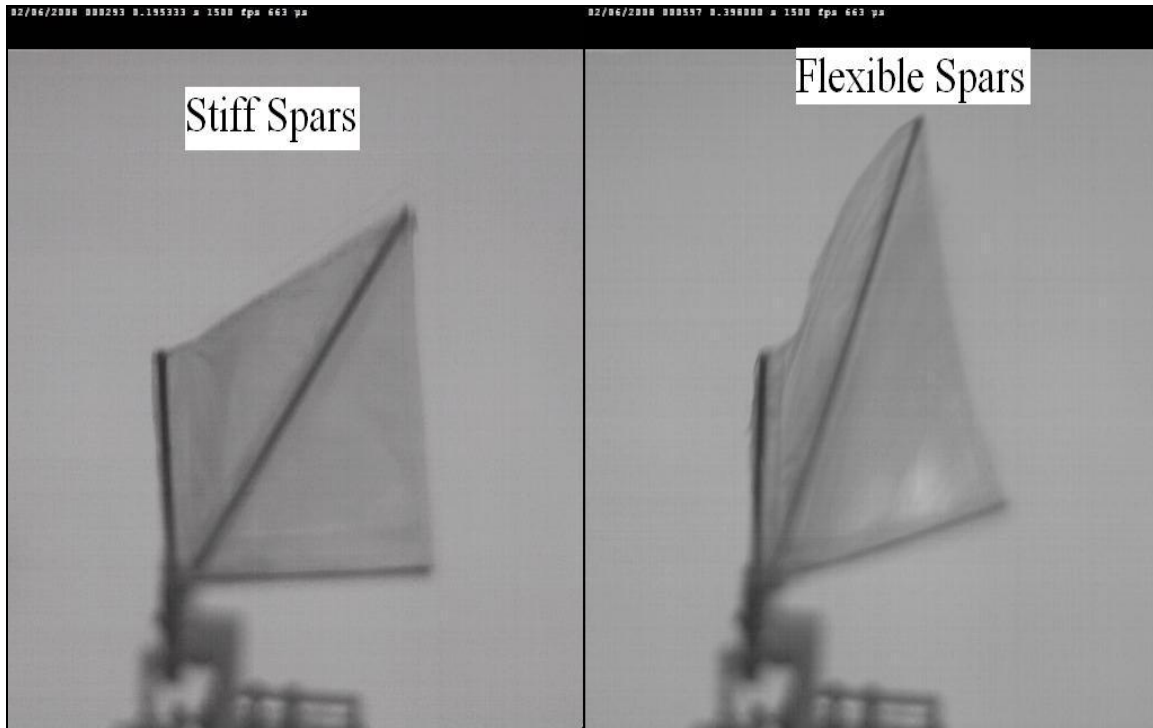 02/06/2008 000293 0.195333 s 1500 fps 663 µs
02/06/2008 000597 0.398000 s 1500 fps 663 µs
Stiff Spars
Flexible Spars